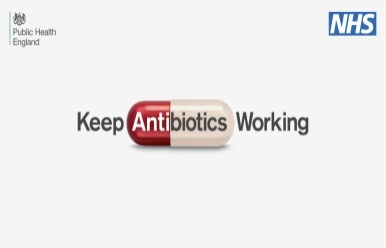 Public Health
England
NHS
Keep Antibiotics Working